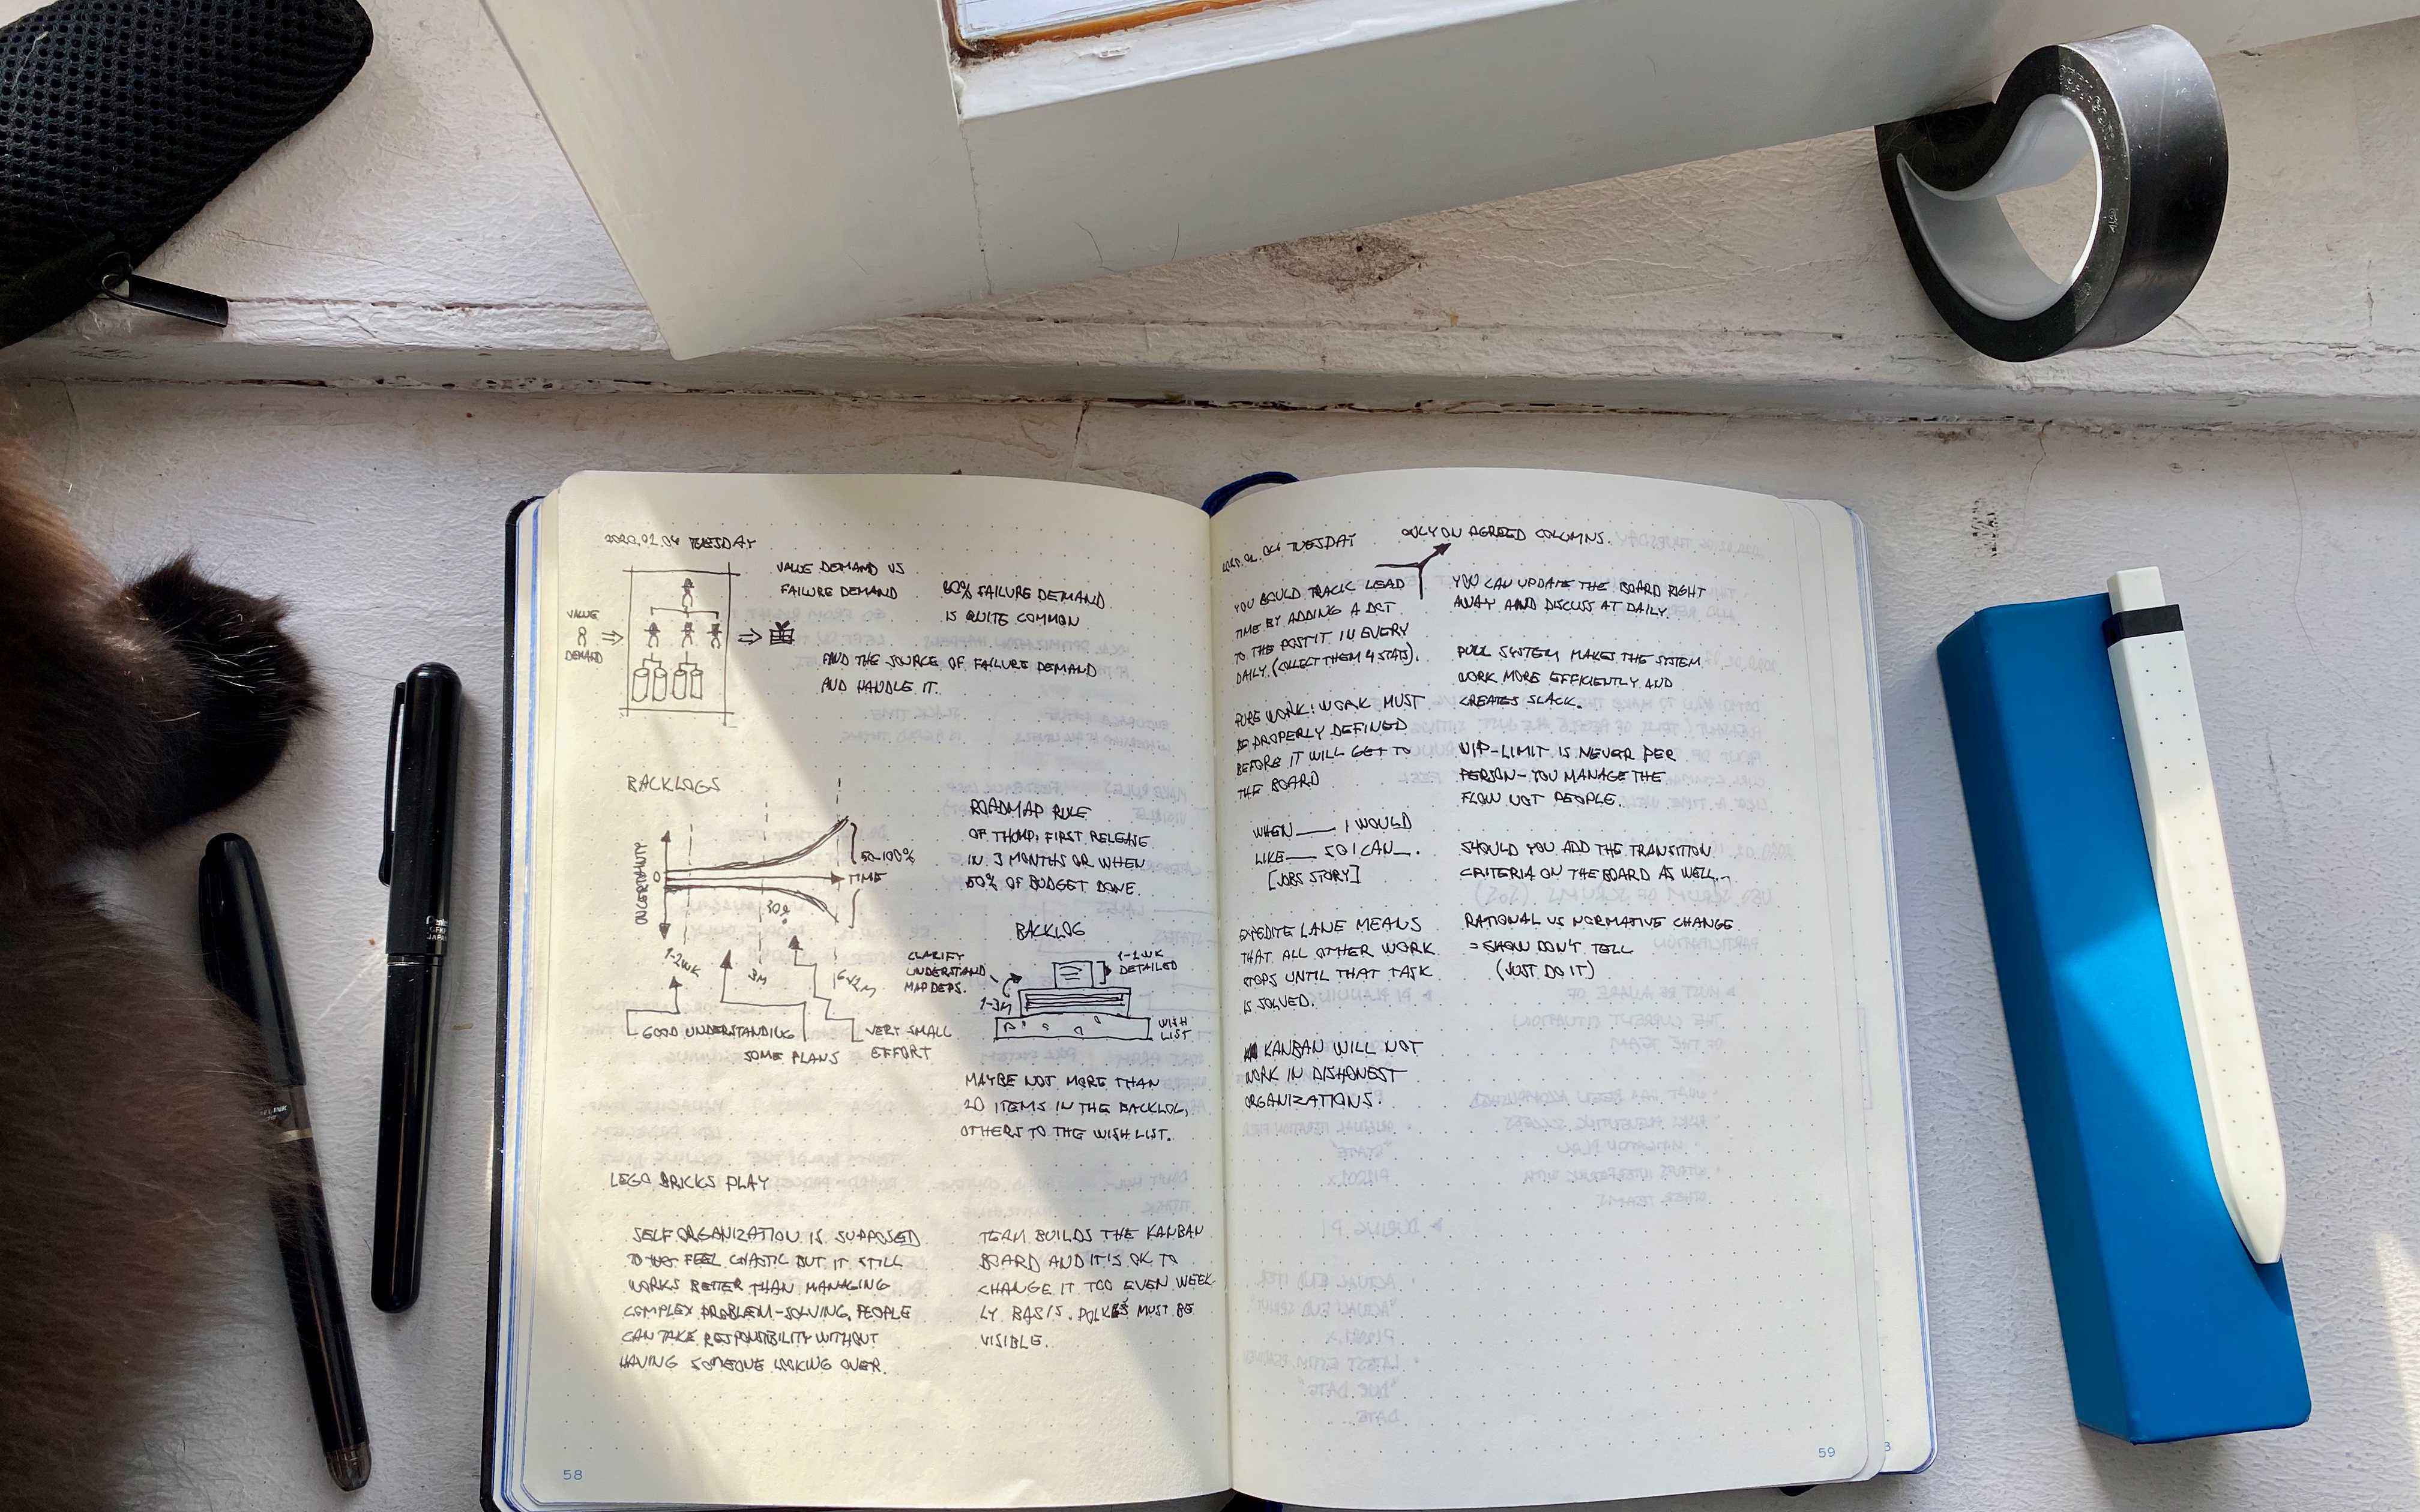 2020.02.04 TUESDAY
VALUE DEMAND VS
FAILURE DEMAND
80% FAILURE DEMAND
IS QUITE COMMON
VALUE
DEMAND
AND THE SOURCE OF FAILURE DEMAND
AND HANDLE IT.
BACKLOGS
UNCERTAINTY
0
TIME
50-100%
30%
1-2WK
3M
GOOD UNDERSTANDING
SOME PLANS
VERY SMALL
EFFORT
ROADMAP RULE
OF THUMB: FIRST RELEASE
IN 3 MONTHS OR WHEN
50% OF BUDGET DONE.
BACKLOG
CLARIFY
UNDERSTAND
MAP DEPS.
1-2WK
DETAILED
1-3M
WISH
LIST
MAYBE NOT MORE THAN
20 ITEMS IN THE BACKLOG,
OTHERS TO THE WISH LIST.
LEGO BRICKS PLAY
SELF ORGANIZATION IS SUPPOSED
TO FEEL CHAOTIC BUT IT STILL
WORKS BETTER THAN MANAGING
COMPLEX PROBLEM-SOLVING. PEOPLE
CAN TAKE RESPONSIBILITY WITHOUT
HAVING SOMEONE LOOKING OVER.
TEAM BUILDS THE KANBAN
BOARD AND IT'S OK TO
CHANGE IT TOO EVEN WEEK-
LY BASIS. POLICIES MUST BE
VISIBLE.
58
2020.02.04 TUESDAY
ONLY ON AGREED COLUMNS.
YOU COULD TRACK LEAD
TIME BY ADDING A DOT
TO THE POSTIT IN EVERY
DAILY. (COLLECT THEM 4 STATS).
PURE WORK: WORK MUST
BE PROPERLY DEFINED
BEFORE IT WILL GET TO
THE BOARD
WHEN ___ I WOULD
LIKE ___ SO I CAN __.
[JOBS STORY]
EXPEDITE LANE MEANS
THAT ALL OTHER WORK
STOPS UNTIL THAT TASK
IS SOLVED.
KANBAN WILL NOT
WORK IN DISHONEST
ORGANIZATIONS.
YOU CAN UPDATE THE BOARD RIGHT
AWAY AND DISCUSS AT DAILY.
PULL SYSTEM MAKES THE SYSTEM
WORK MORE EFFICIENTLY AND
CREATES SLACK.
WIP-LIMIT IS NEVER PER
PERSON - YOU MANAGE THE
FLOW NOT PEOPLE.
SHOULD YOU ADD THE TRANSITION
CRITERIA ON THE BOARD AS WELL...
RATIONAL VS NORMATIVE CHANGE
= SHOW DON'T TELL
(JUST DO IT)
59
JAPAN